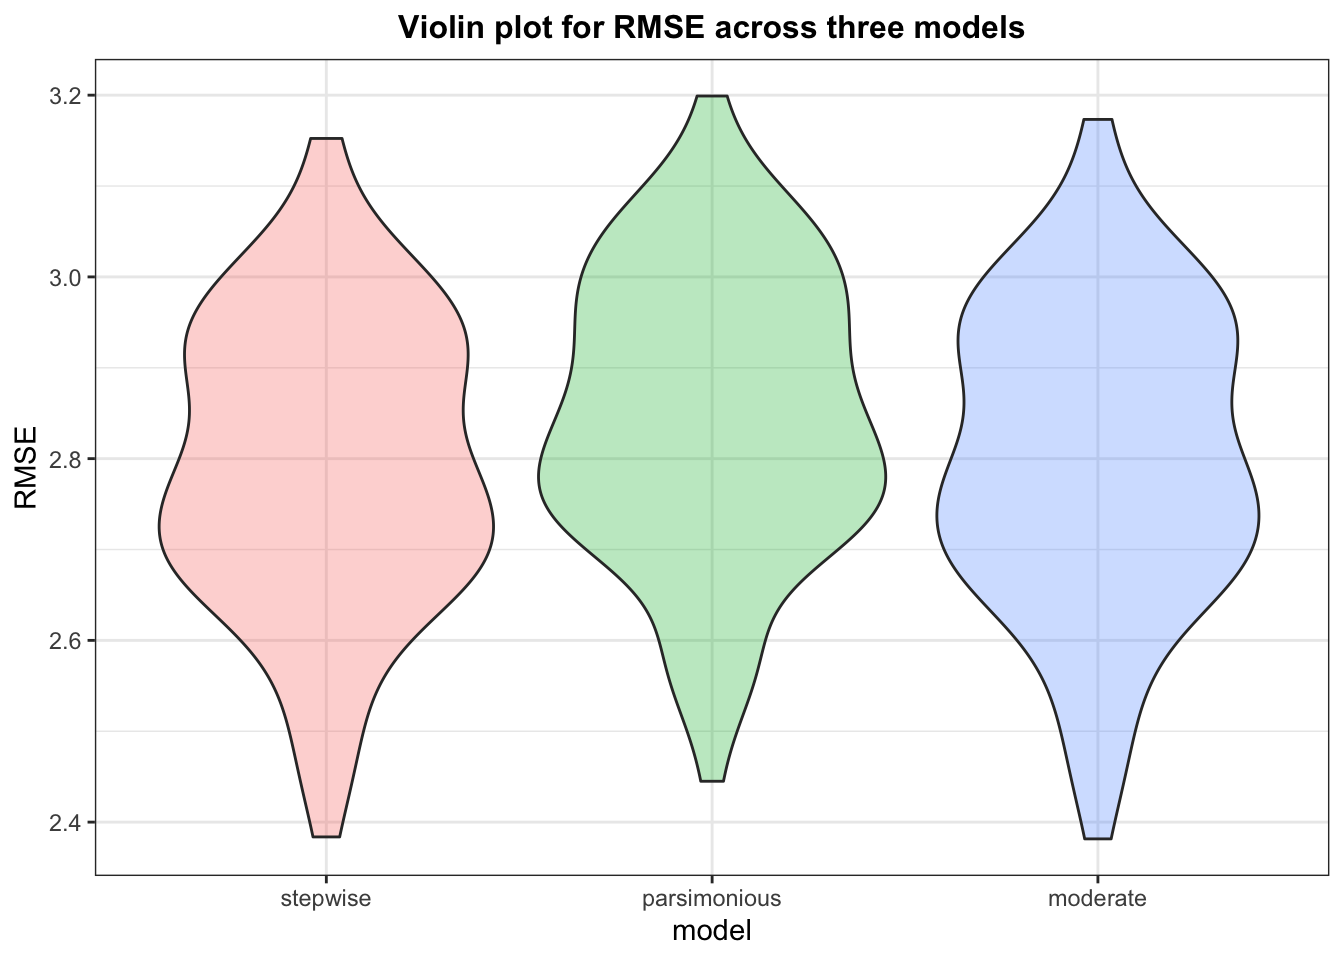 Violin plot for RMSE across three models
RMSE
3.2
3.0
2.8
2.6
2.4
stepwise
parsimonious
moderate
model